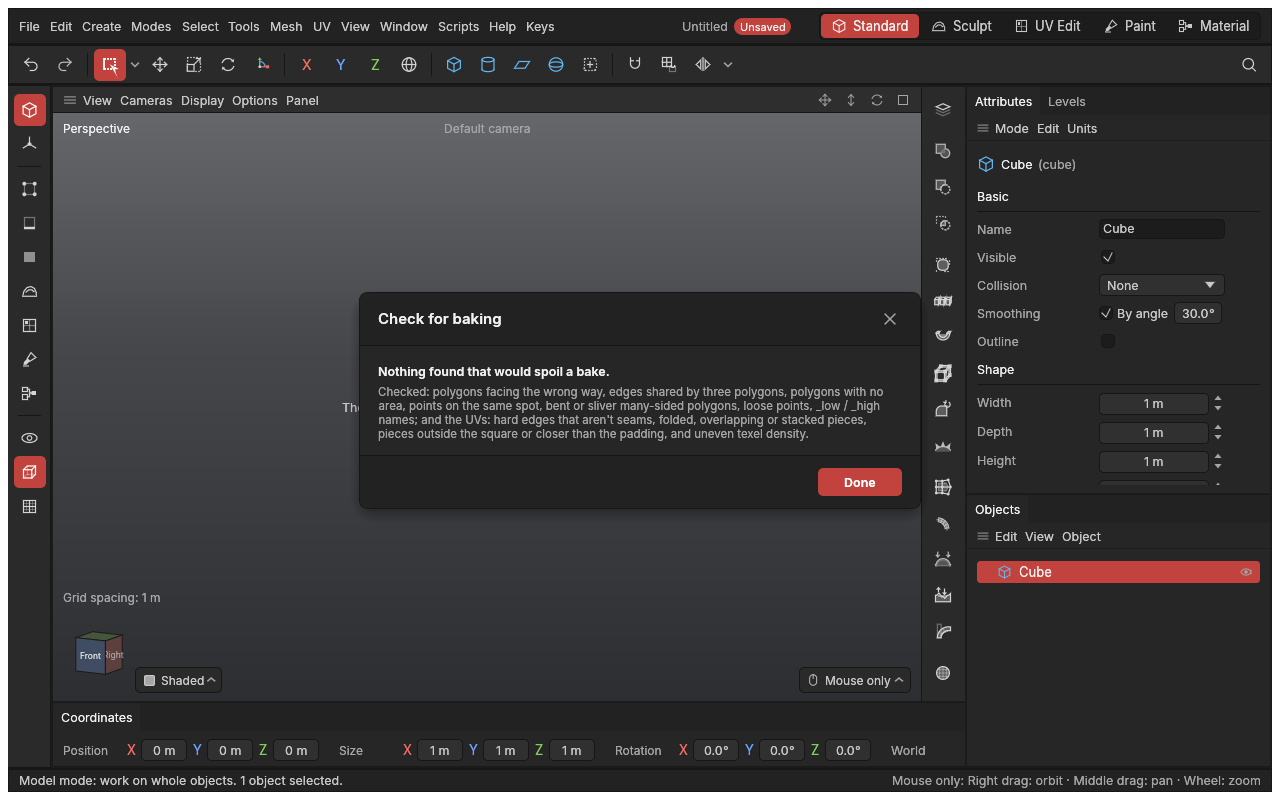 File Edit Create Modes Select Tools Mesh UV View Window Scripts Help Keys
Untitled Unsaved
Standard Sculpt UV Edit Paint Material
X Y Z
View Cameras Display Options Panel
Perspective
Default camera
Check for baking
Nothing found that would spoil a bake.
Checked: polygons facing the wrong way, edges shared by three polygons, polygons with no
area, points on the same spot, bent or sliver many-sided polygons, loose points, _low / _high
names; and the UVs: hard edges that aren't seams, folded, overlapping or stacked pieces,
pieces outside the square or closer than the padding, and uneven texel density.
Done
Grid spacing: 1 m
Front
Shaded
Mouse only
Attributes Levels
Mode Edit Units
Cube (cube)
Basic
Name Cube
Visible
Collision None
Smoothing By angle 30.0°
Outline
Shape
Width 1 m
Depth 1 m
Height 1 m
Objects
Edit View Object
Cube
Coordinates
Position X 0 m Y 0 m Z 0 m Size X 1 m Y 1 m Z 1 m Rotation X 0.0° Y 0.0° Z 0.0° World
Model mode: work on whole objects. 1 object selected.
Mouse only: Right drag: orbit · Middle drag: pan · Wheel: zoom